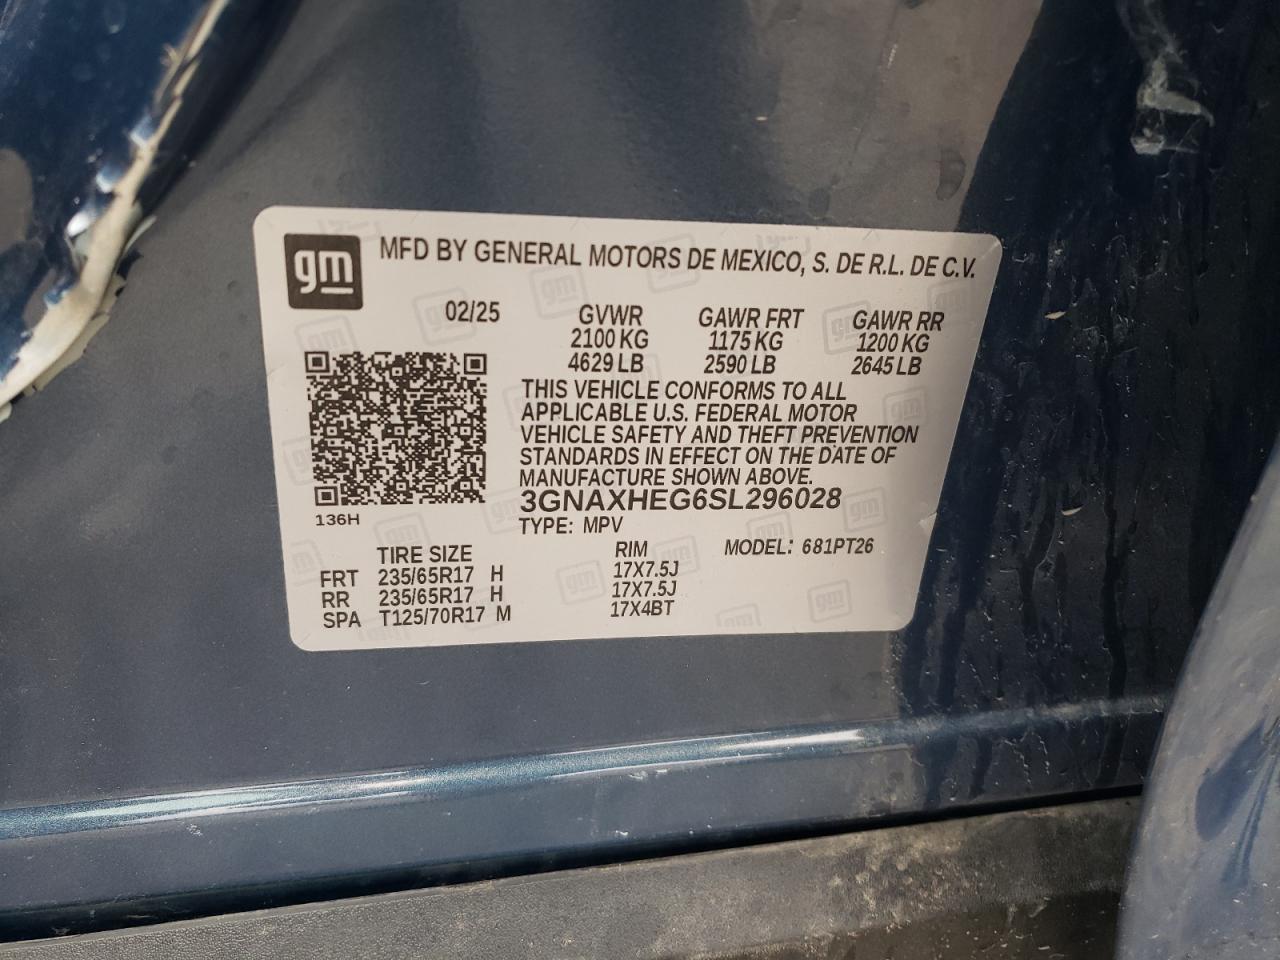 gm
MFD BY GENERAL MOTORS DE MEXICO, S. DE R.L. DE C.V.
02/25 GVWR GAWR FRT GAWR RR
2100 KG 1175 KG 1200 KG
4629 LB 2590 LB 2645 LB
THIS VEHICLE CONFORMS TO ALL
APPLICABLE U.S. FEDERAL MOTOR
VEHICLE SAFETY AND THEFT PREVENTION
STANDARDS IN EFFECT ON THE DATE OF
MANUFACTURE SHOWN ABOVE.
3GNAXHEG6SL296028
136H
TYPE: MPV
TIRE SIZE RIM MODEL: 681PT26
FRT 235/65R17 H 17X7.5J
RR 235/65R17 H 17X7.5J
SPA T125/70R17 M 17X4BT